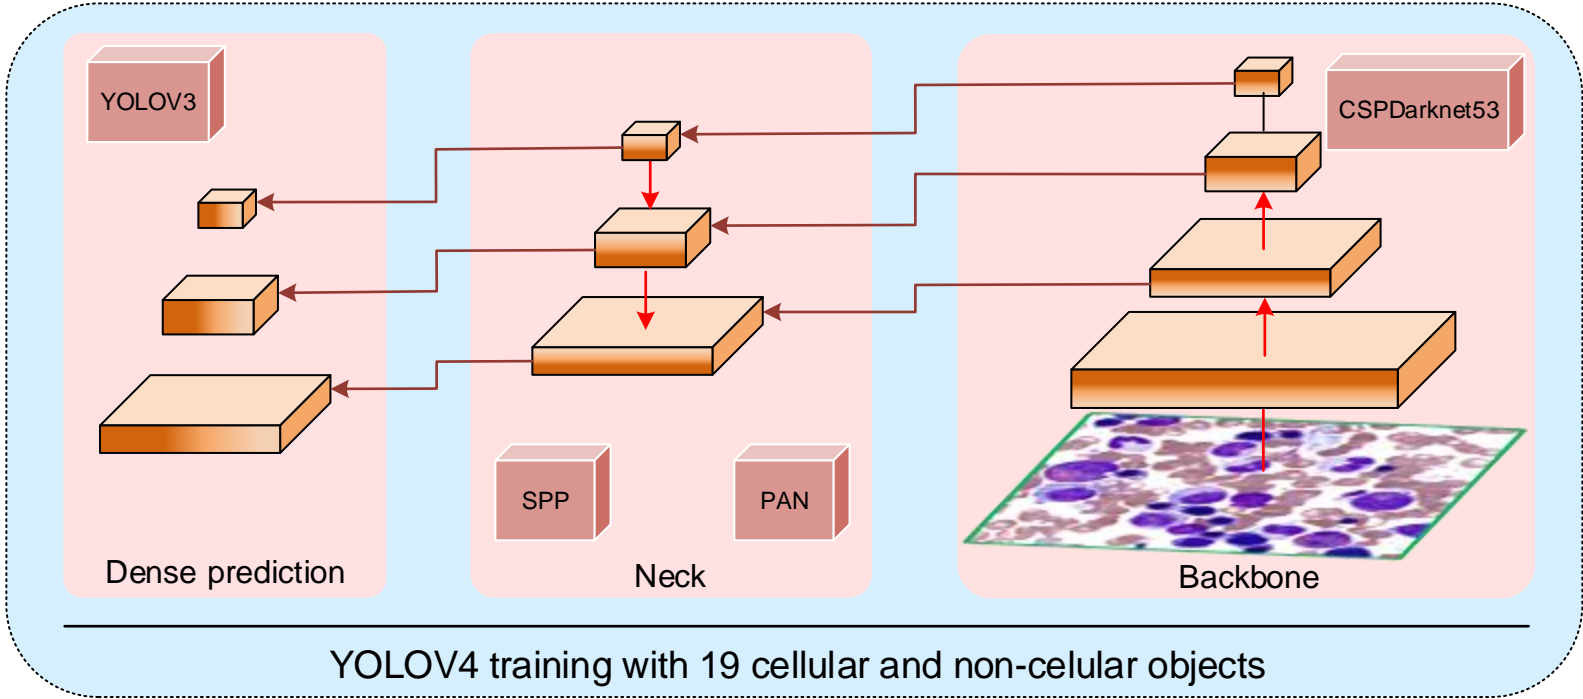 YOLOV3
CSPDarknet53
SPP
PAN
Dense prediction
Neck
Backbone
YOLOV4 training with 19 cellular and non-celular objects